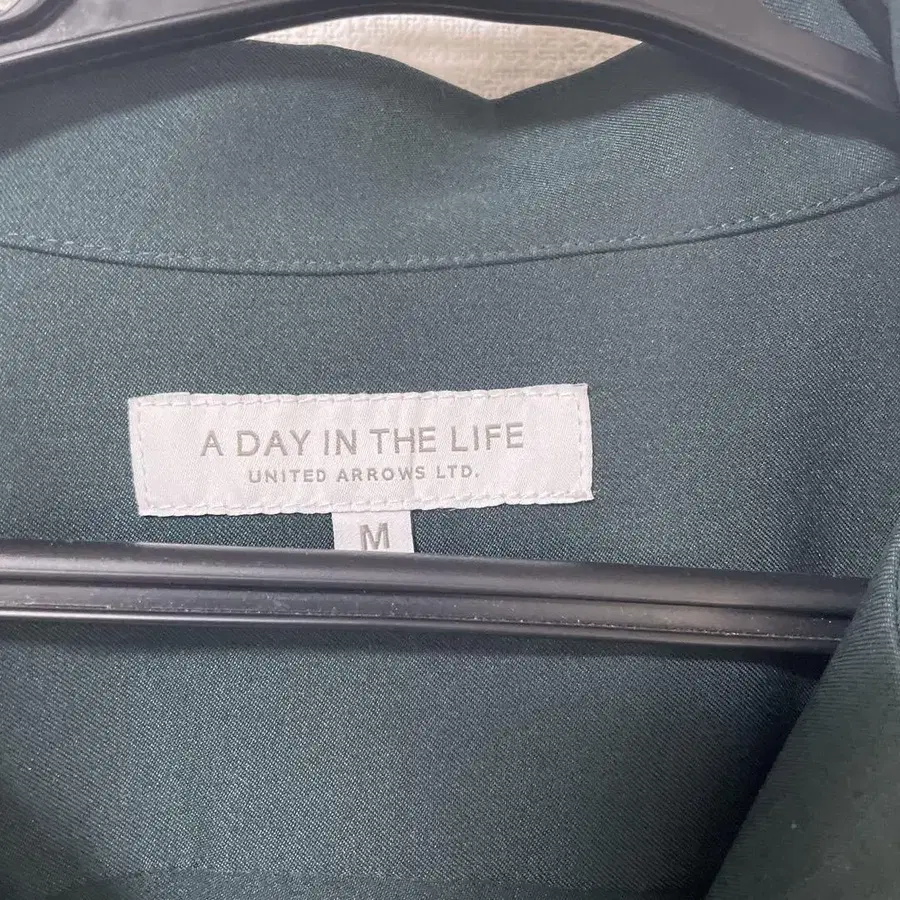 A DAY IN THE LIFE
UNITED ARROWS LTD.
M